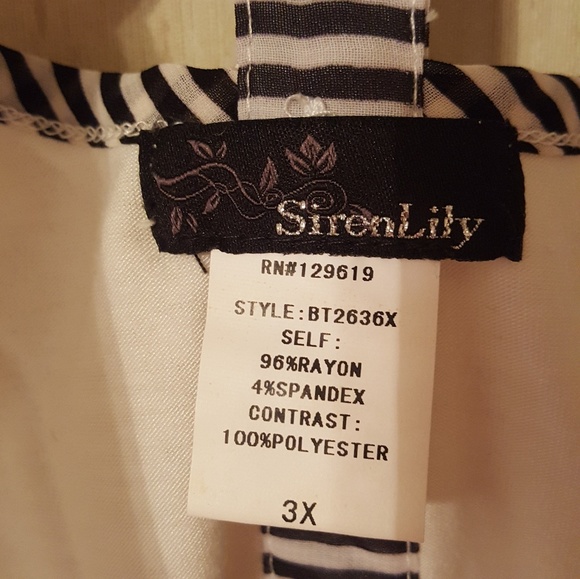 SirenLily
RN#129619
STYLE:BT2636X
SELF:
96%RAYON
4%SPANDEX
CONTRAST:
100%POLYESTER
3X